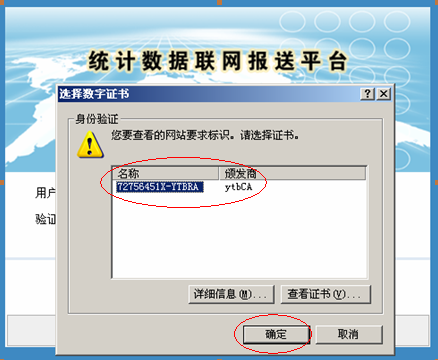 统计数据联网报送平台
选择数字证书
身份验证
您要查看的网站要求标识。请选择证书。
名称 颁发商
72756451X-YTBRA ytbCA
用户
验证
详细信息(M)... 查看证书(V)...
确定 取消